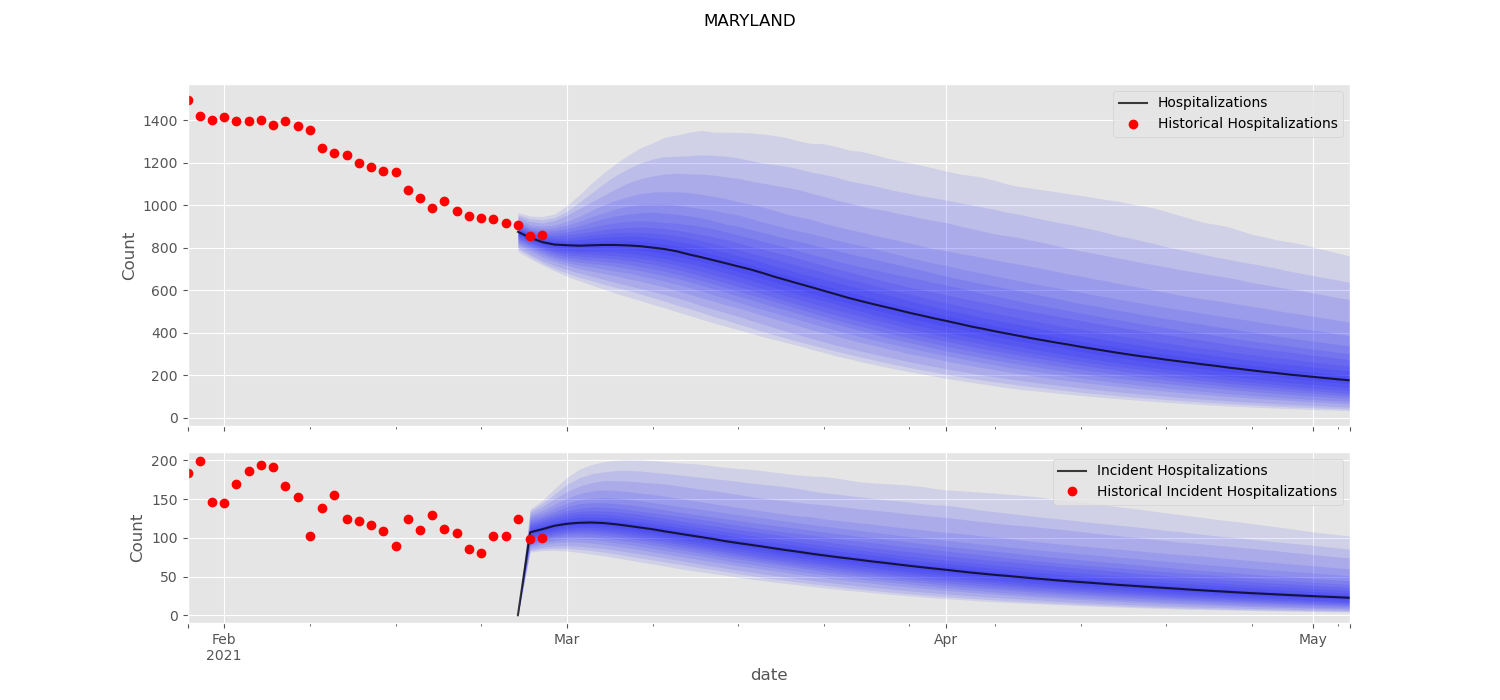 MARYLAND
Hospitalizations
Historical Hospitalizations
1400
1200
1000
800
600
400
200
0
Count
Incident Hospitalizations
Historical Incident Hospitalizations
200
150
100
50
0
Count
Feb
2021
Mar
Apr
May
date